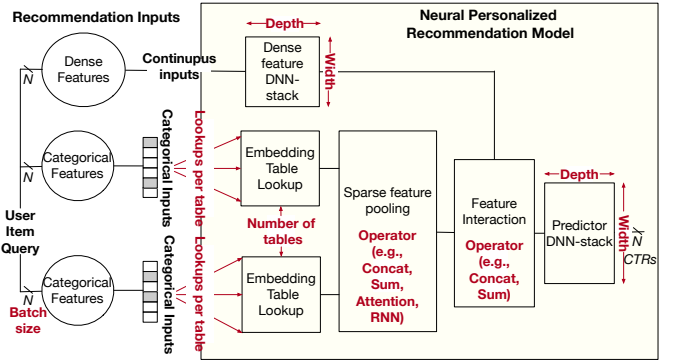 Recommendation Inputs
Neural Personalized
Recommendation Model
Dense
Features
N
Continupus
inputs
Depth
Dense
feature
DNN-
stack
Width
Categorical
Features
N
Categorical Inputs
Lookups per table
Embedding
Table
Lookup
Number of
tables
User
Item
Query
Categorical
Features
N
Batch
size
Categorical Inputs
Lookups per table
Embedding
Table
Lookup
Sparse feature
pooling
Operator
(e.g.,
Concat,
Sum,
Attention,
RNN)
Feature
Interaction
Operator
(e.g.,
Concat,
Sum)
Depth
Predictor
DNN-stack
Width
N
CTRs